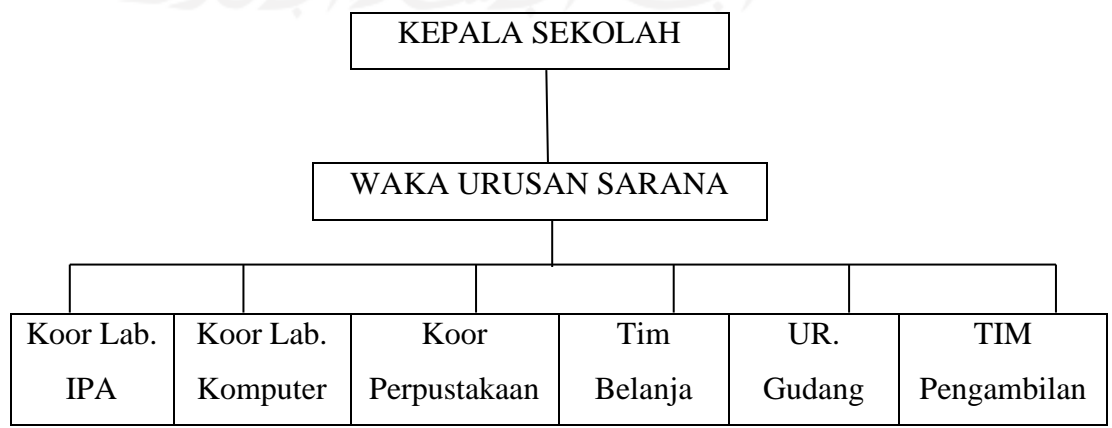 KEPALA SEKOLAH
WAKA URUSAN SARANA
Koor Lab.
IPA
Koor Lab.
Komputer
Koor
Perpustakaan
Tim
Belanja
UR.
Gudang
TIM
Pengambilan